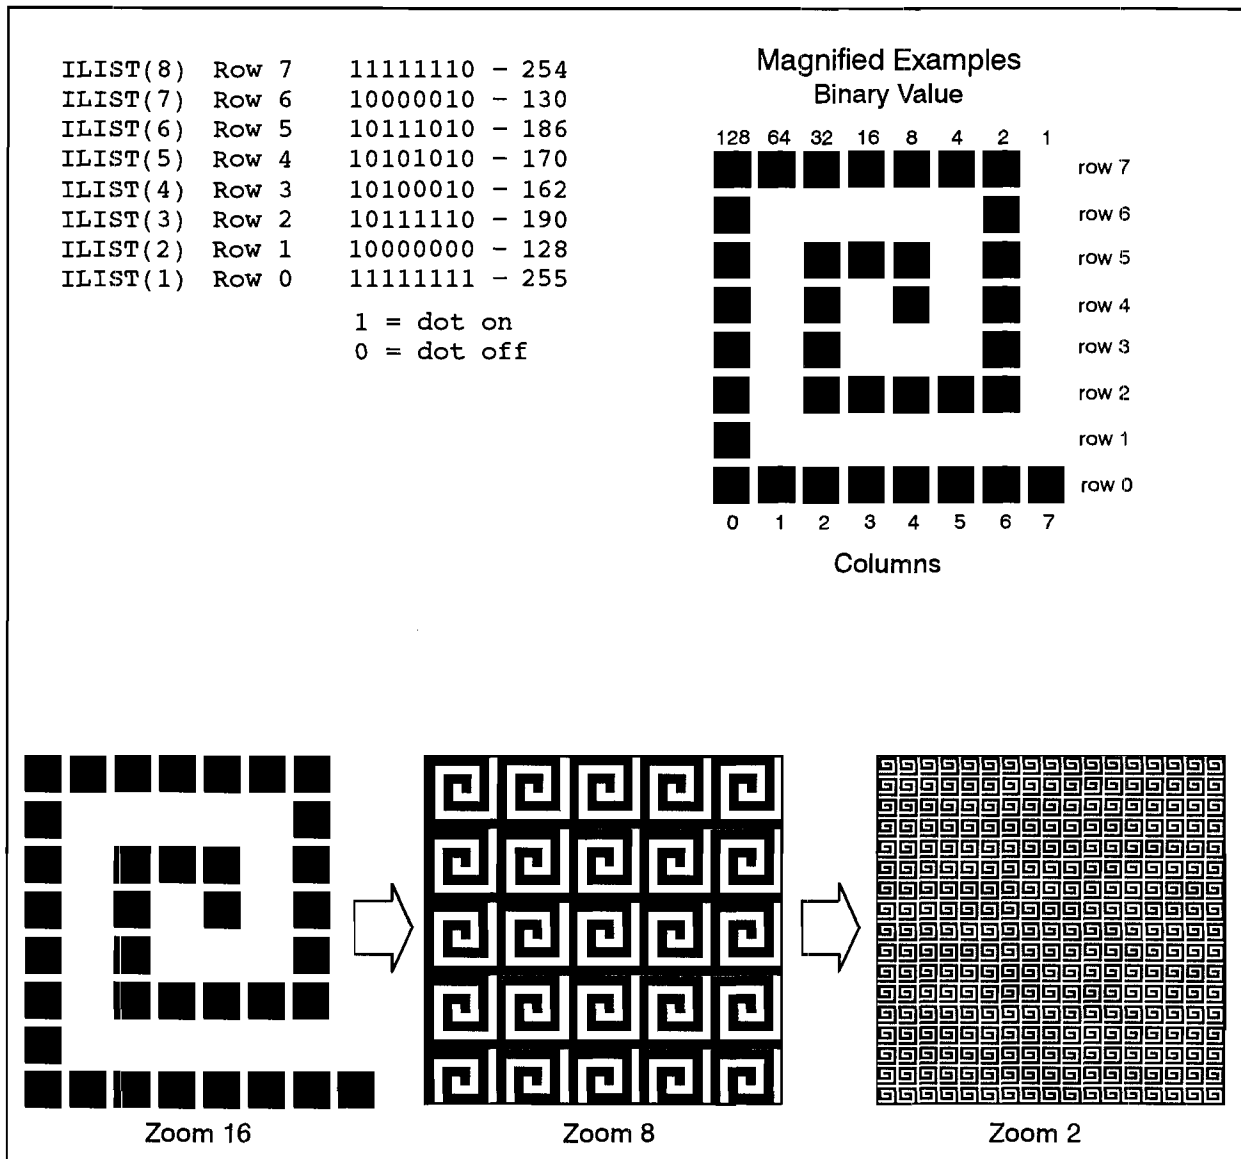 ILIST(8) Row 7 11111110 - 254
ILIST(7) Row 6 10000010 - 130
ILIST(6) Row 5 10111010 - 186
ILIST(5) Row 4 10101010 - 170
ILIST(4) Row 3 10100010 - 162
ILIST(3) Row 2 10111110 - 190
ILIST(2) Row 1 10000000 - 128
ILIST(1) Row 0 11111111 - 255
1 = dot on
0 = dot off
Magnified Examples
Binary Value
128 64 32 16 8 4 2 1
row 7
row 6
row 5
row 4
row 3
row 2
row 1
row 0
0 1 2 3 4 5 6 7
Columns
Zoom 16
Zoom 8
Zoom 2